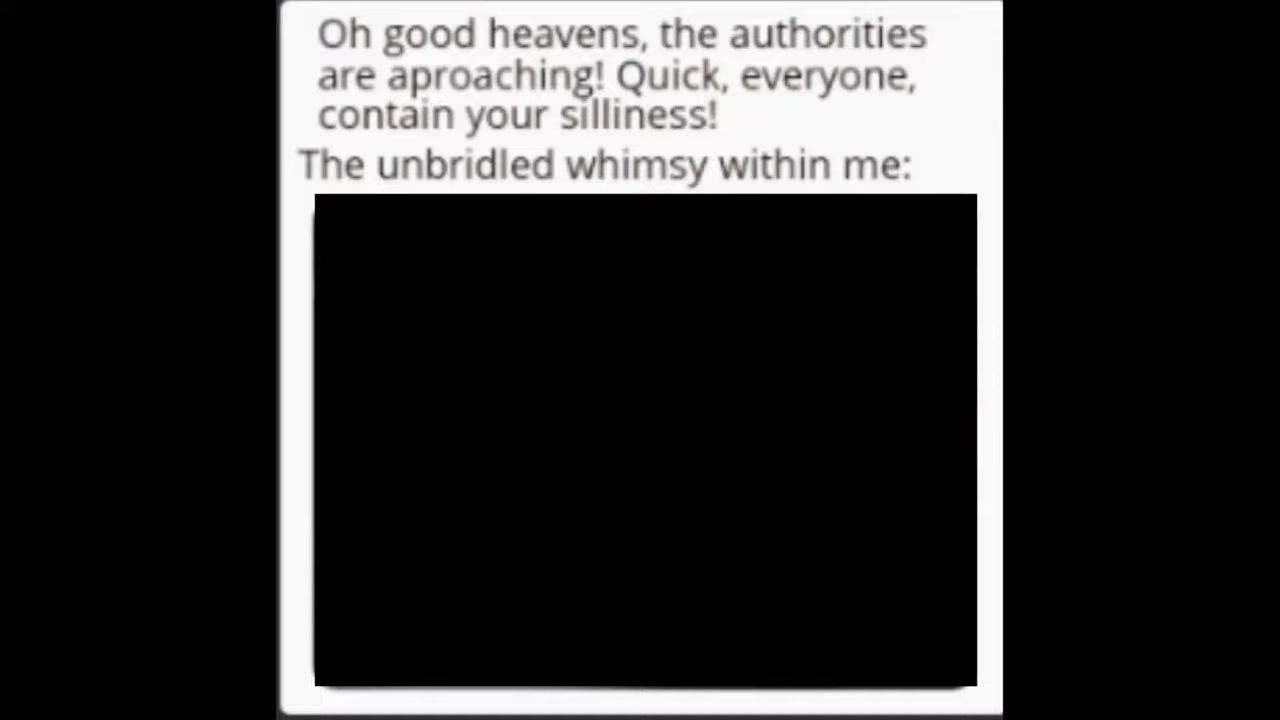 Oh good heavens, the authorities
are aproaching! Quick, everyone,
contain your silliness!
The unbridled whimsy within me: